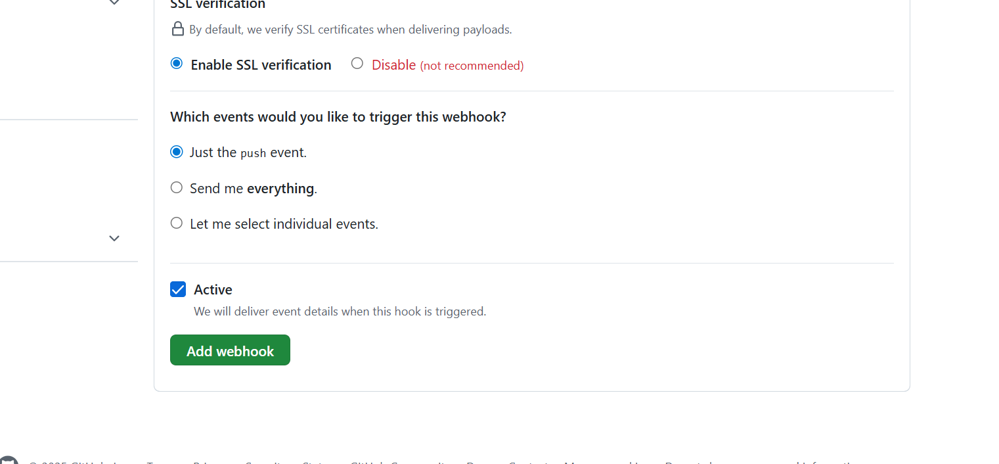 SSL verification
By default, we verify SSL certificates when delivering payloads.
Enable SSL verification Disable (not recommended)
Which events would you like to trigger this webhook?
Just the push event.
Send me everything.
Let me select individual events.
Active
We will deliver event details when this hook is triggered.
Add webhook